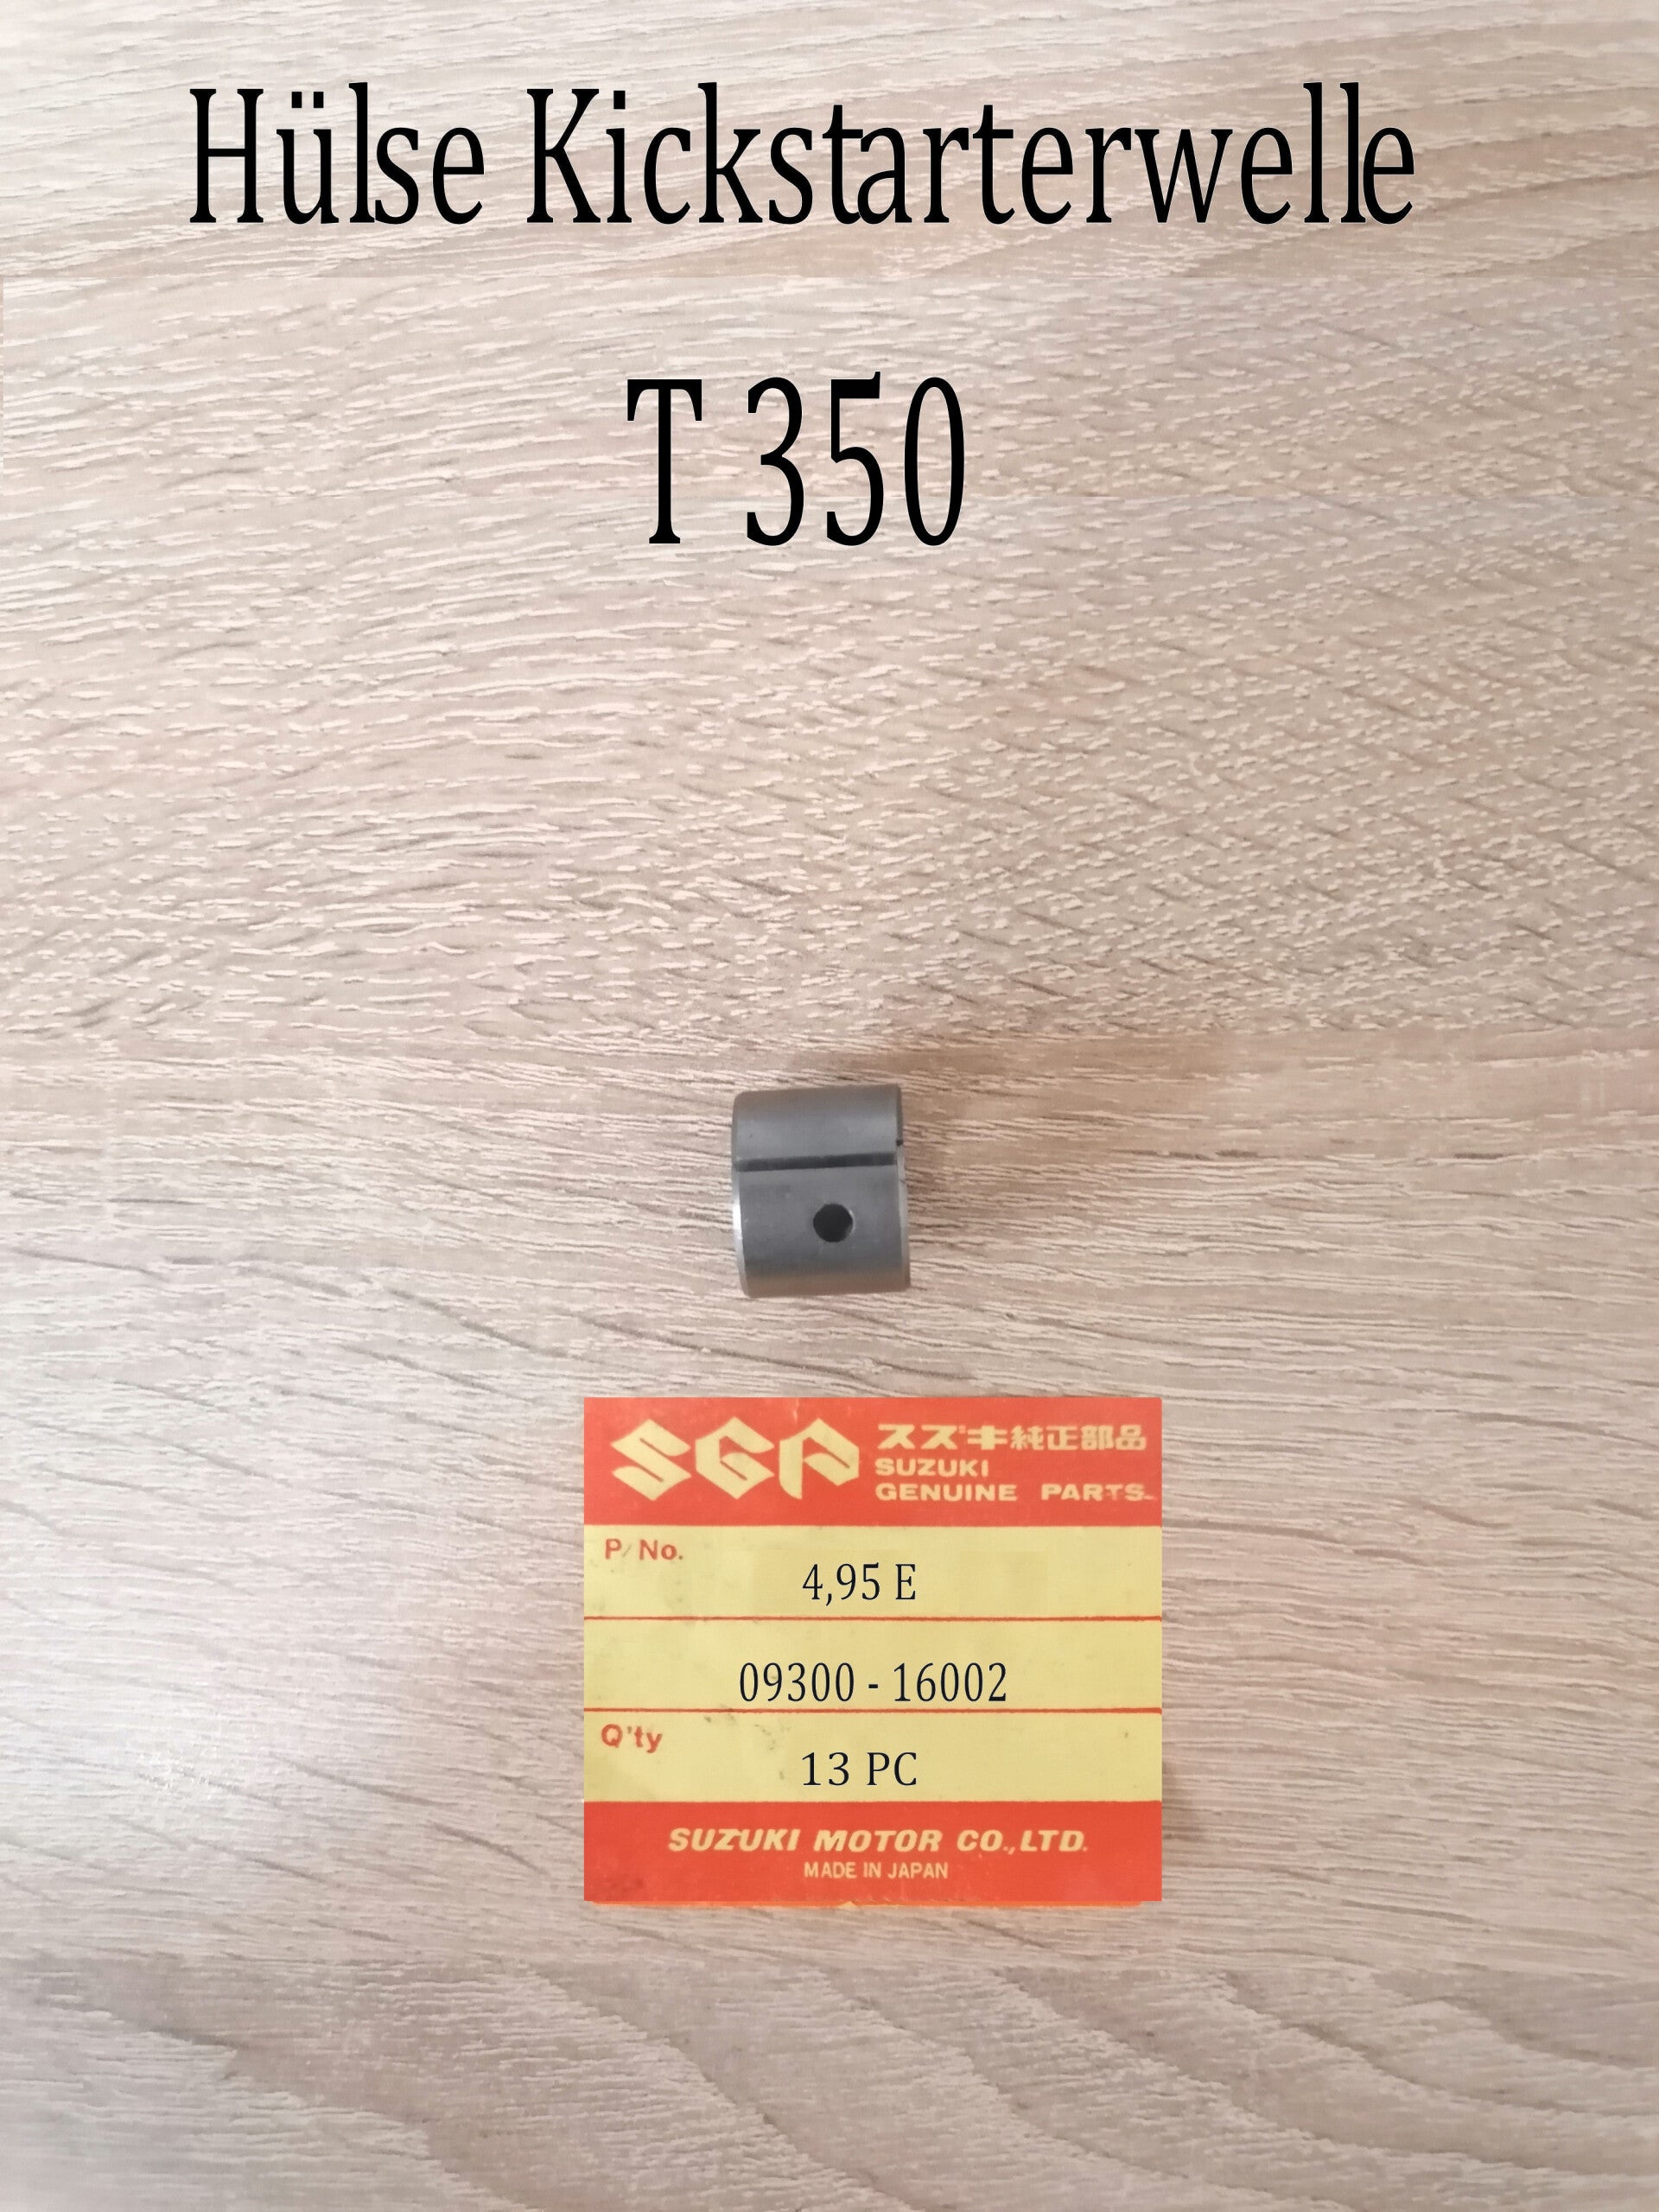 Hülse Kickstarterwelle
T 350
SGP スズキ純正部品
SUZUKI
GENUINE PARTS
P/No.
4,95 E
09300 - 16002
Q'ty
13 PC
SUZUKI MOTOR CO.,LTD.
MADE IN JAPAN